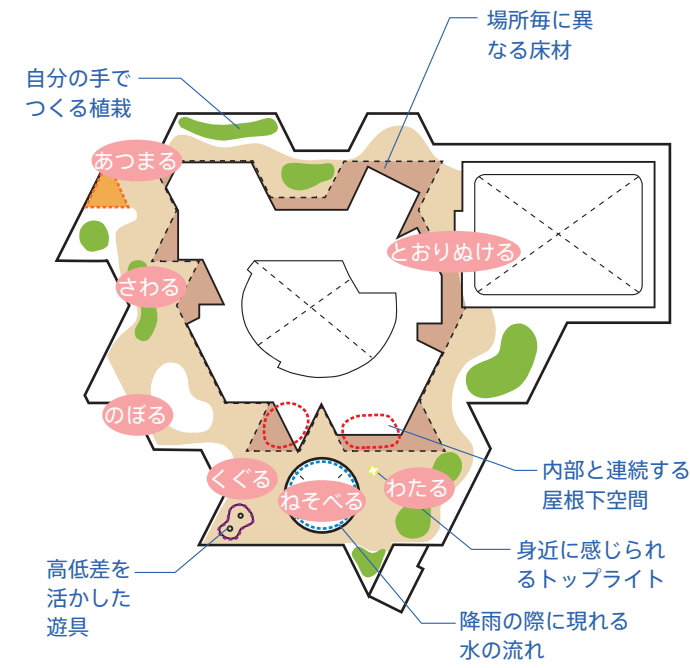 場所毎に異
なる床材
自分の手で
つくる植栽
あつまる
とおりぬける
さわる
のぼる
くぐる
ねそべる
わたる
内部と連続する
屋根下空間
身近に感じられ
るトップライト
高低差を
活かした
遊具
降雨の際に現れる
水の流れ